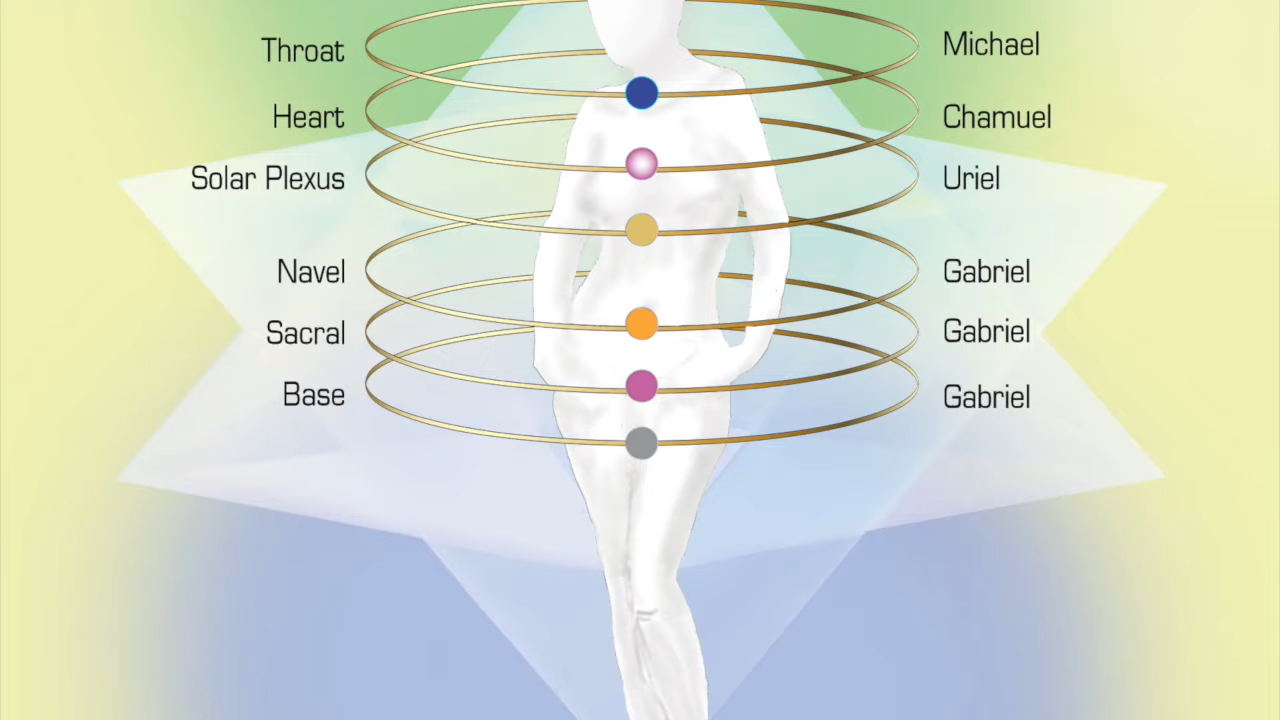 Throat Michael
Heart Chamuel
Solar Plexus Uriel
Navel Gabriel
Sacral Gabriel
Base Gabriel